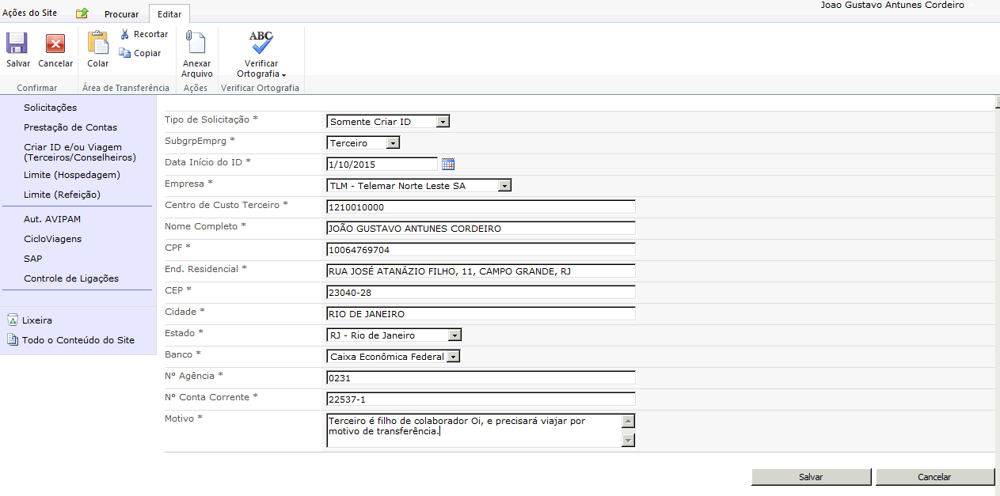 Joao Gustavo Antunes Cordeiro
Ações do Site Procurar Editar
Salvar Cancelar Colar Recortar Copiar Anexar Arquivo ABC Verificar Ortografia
Confirmar Área de Transferência Ações Verificar Ortografia
Solicitações
Prestação de Contas
Criar ID e/ou Viagem
(Terceiros/Conselheiros)
Limite (Hospedagem)
Limite (Refeição)
Aut. AVIPAM
CicloViagens
SAP
Controle de Ligações
Lixeira
Todo o Conteúdo do Site
Tipo de Solicitação * Somente Criar ID
SubgrpEmprg * Terceiro
Data Início do ID * 1/10/2015
Empresa * TLM - Telemar Norte Leste SA
Centro de Custo Terceiro * 1210010000
Nome Completo * JOÃO GUSTAVO ANTUNES CORDEIRO
CPF * 10064769704
End. Residencial * RUA JOSÉ ATANÁZIO FILHO, 11, CAMPO GRANDE, RJ
CEP * 23040-28
Cidade * RIO DE JANEIRO
Estado * RJ - Rio de Janeiro
Banco * Caixa Econômica Federal
N° Agência * 0231
N° Conta Corrente * 22537-1
Motivo * Terceiro é filho de colaborador Oi, e precisará viajar por
motivo de transferência.
Salvar Cancelar